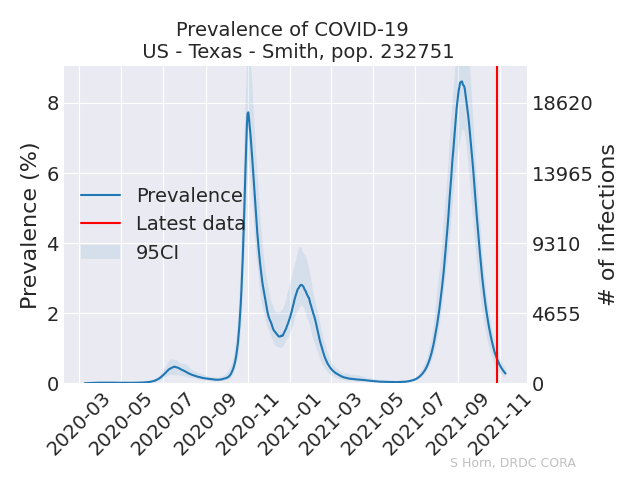 Prevalence of COVID-19
US - Texas - Smith, pop. 232751
Prevalence (%)
8
6
4
2
0
18620
13965
9310
4655
0
# of infections
Prevalence
Latest data
95CI
2020-03
2020-05
2020-07
2020-09
2020-11
2021-01
2021-03
2021-05
2021-07
2021-09
2021-11
S Horn, DRDC CORA